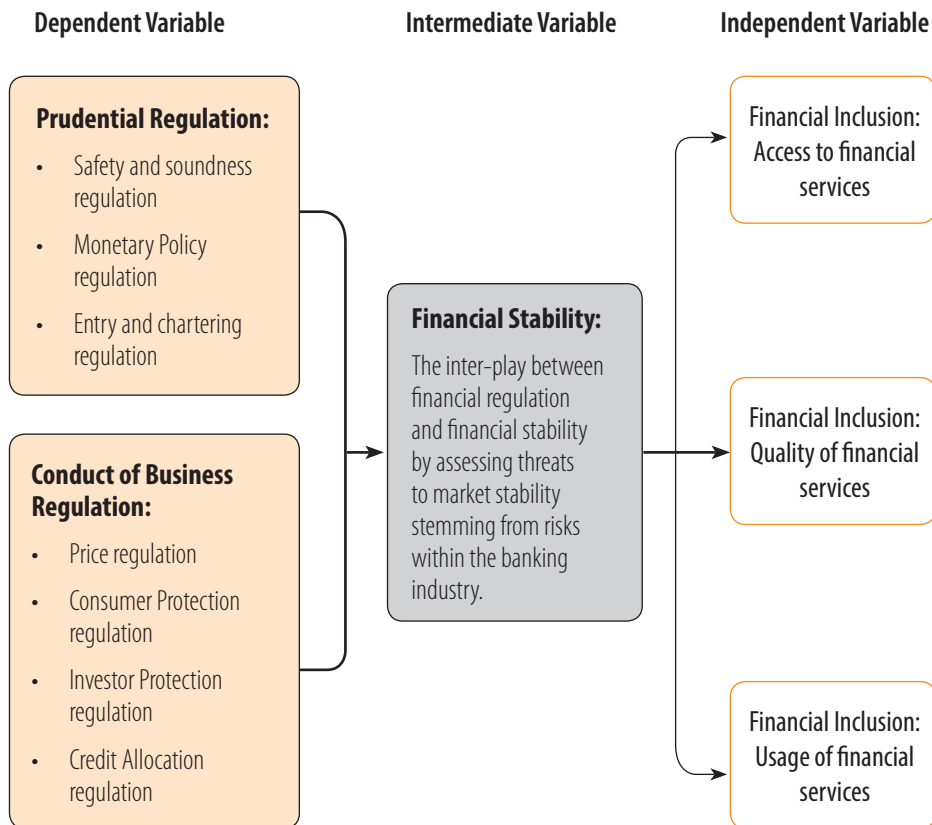 Dependent Variable
Intermediate Variable
Independent Variable
Prudential Regulation:
• Safety and soundness
regulation
• Monetary Policy
regulation
• Entry and chartering
regulation
Conduct of Business
Regulation:
• Price regulation
• Consumer Protection
regulation
• Investor Protection
regulation
• Credit Allocation
regulation
Financial Stability:
The inter-play between
financial regulation
and financial stability
by assessing threats
to market stability
stemming from risks
within the banking
industry.
Financial Inclusion:
Access to financial
services
Financial Inclusion:
Quality of financial
services
Financial Inclusion:
Usage of financial
services